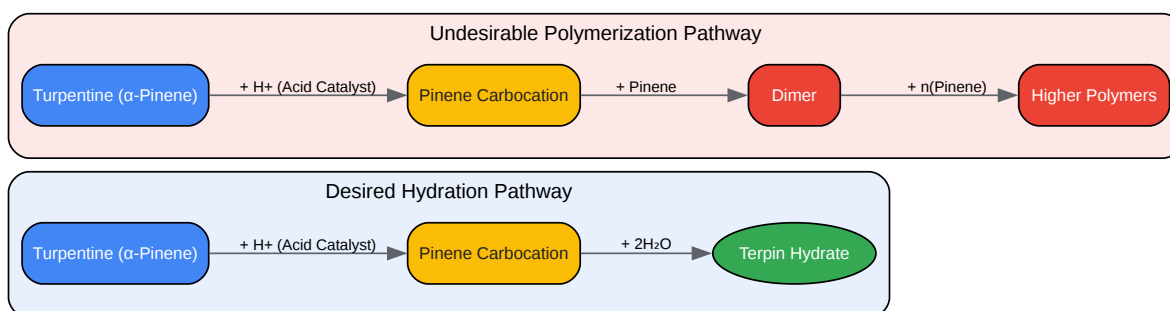 Undesirable Polymerization Pathway
Turpentine (α-Pinene)
+ H+ (Acid Catalyst)
Pinene Carbocation
+ Pinene
Dimer
+ n(Pinene)
Higher Polymers
Desired Hydration Pathway
Turpentine (α-Pinene)
+ H+ (Acid Catalyst)
Pinene Carbocation
+ 2H₂O
Terpin Hydrate